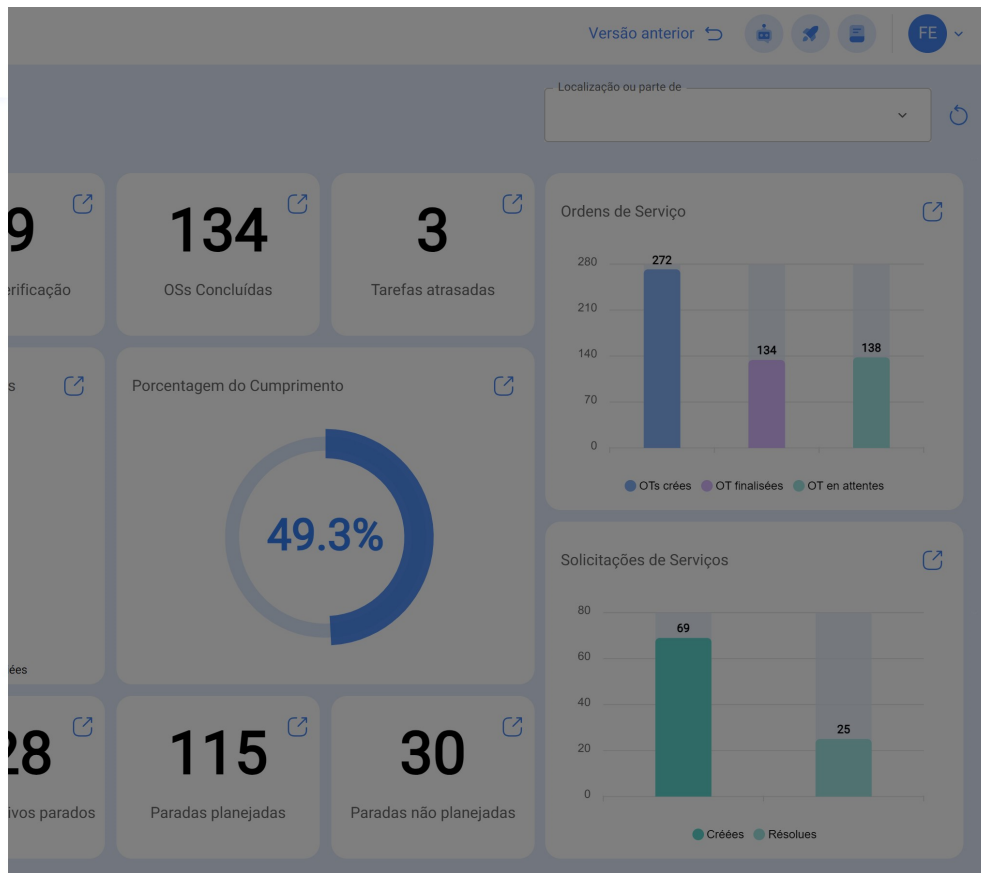 Versão anterior
FE
Localização ou parte de
9
erificação
134
OSs Concluídas
3
Tarefas atrasadas
Ordens de Serviço
280
210
140
70
0
272
134
138
OTs crées
OT finalisées
OT en attentes
s
ées
Porcentagem do Cumprimento
49.3%
Solicitações de Serviços
80
60
40
20
0
69
25
Créées
Résolues
28
ivos parados
115
Paradas planejadas
30
Paradas não planejadas